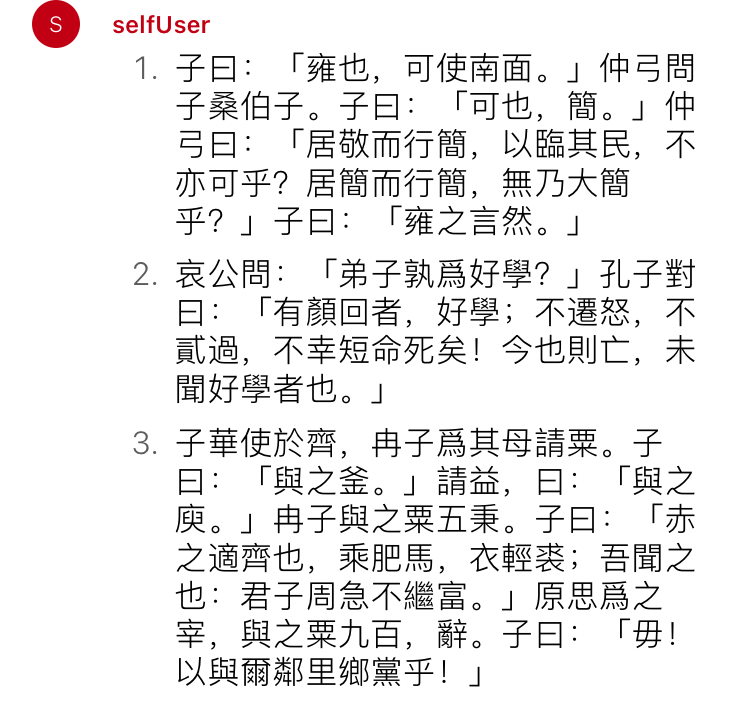 S
selfUser
1. 子曰：「雍也，可使南面。」仲弓問
子桑伯子。子曰：「可也，簡。」仲
弓曰：「居敬而行簡，以臨其民，不
亦可乎？居簡而行簡，無乃大簡
乎？」子曰：「雍之言然。」
2. 哀公問：「弟子孰爲好學？」孔子對
曰：「有顏回者，好學；不遷怒，不
貳過，不幸短命死矣！今也則亡，未
聞好學者也。」
3. 子華使於齊，冉子爲其母請粟。子
曰：「與之釜。」請益，曰：「與之
庾。」冉子與之粟五秉。子曰：「赤
之適齊也，乘肥馬，衣輕裘；吾聞之
也：君子周急不繼富。」原思爲之
宰，與之粟九百，辭。子曰：「毋！
以與爾鄰里鄉黨乎！」